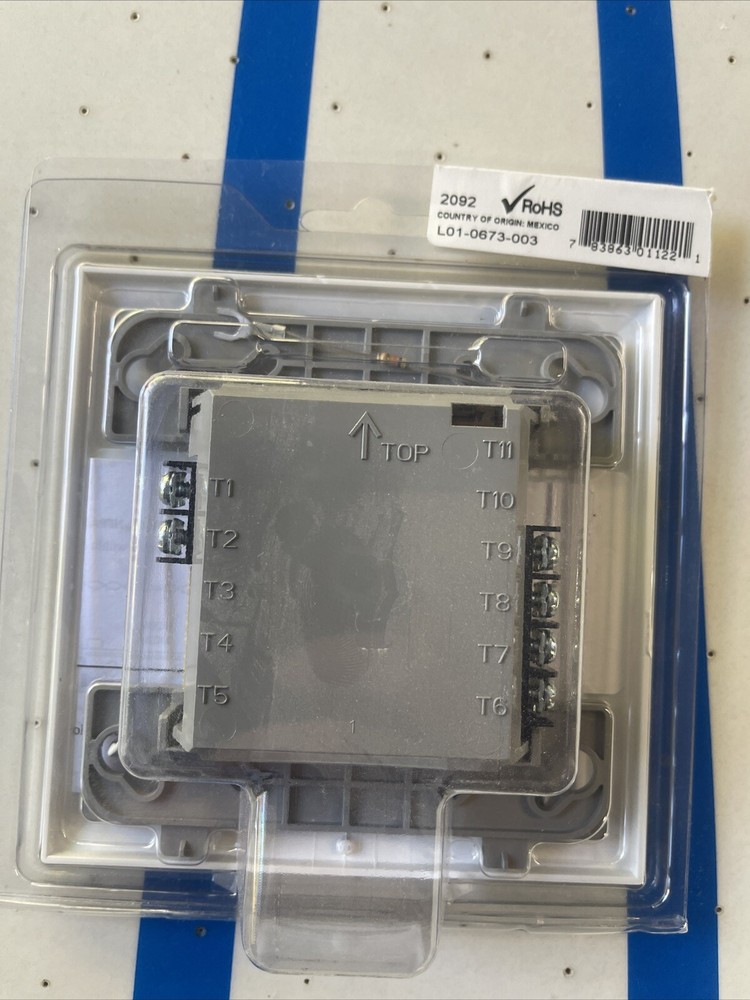 2092 ✓RoHS
COUNTRY OF ORIGIN: MEXICO
L01-0673-003
7 83863 01122 1
TOP
T11
T1
T10
T2
T9
T3
T8
T4
T7
T5
T6
1